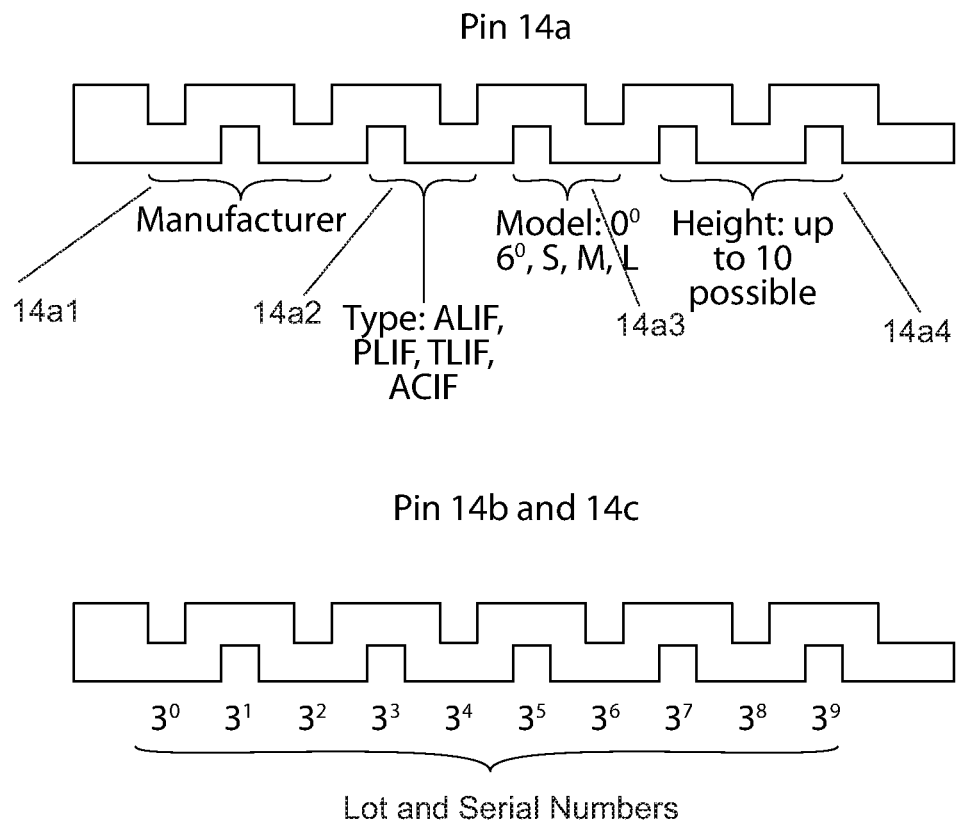 Pin 14a
Manufacturer
Model: 0⁰
6⁰, S, M, L
Height: up
to 10
possible
14a1
14a2
Type: ALIF,
PLIF, TLIF,
ACIF
14a3
14a4
Pin 14b and 14c
3⁰ 3¹ 3² 3³ 3⁴ 3⁵ 3⁶ 3⁷ 3⁸ 3⁹
Lot and Serial Numbers